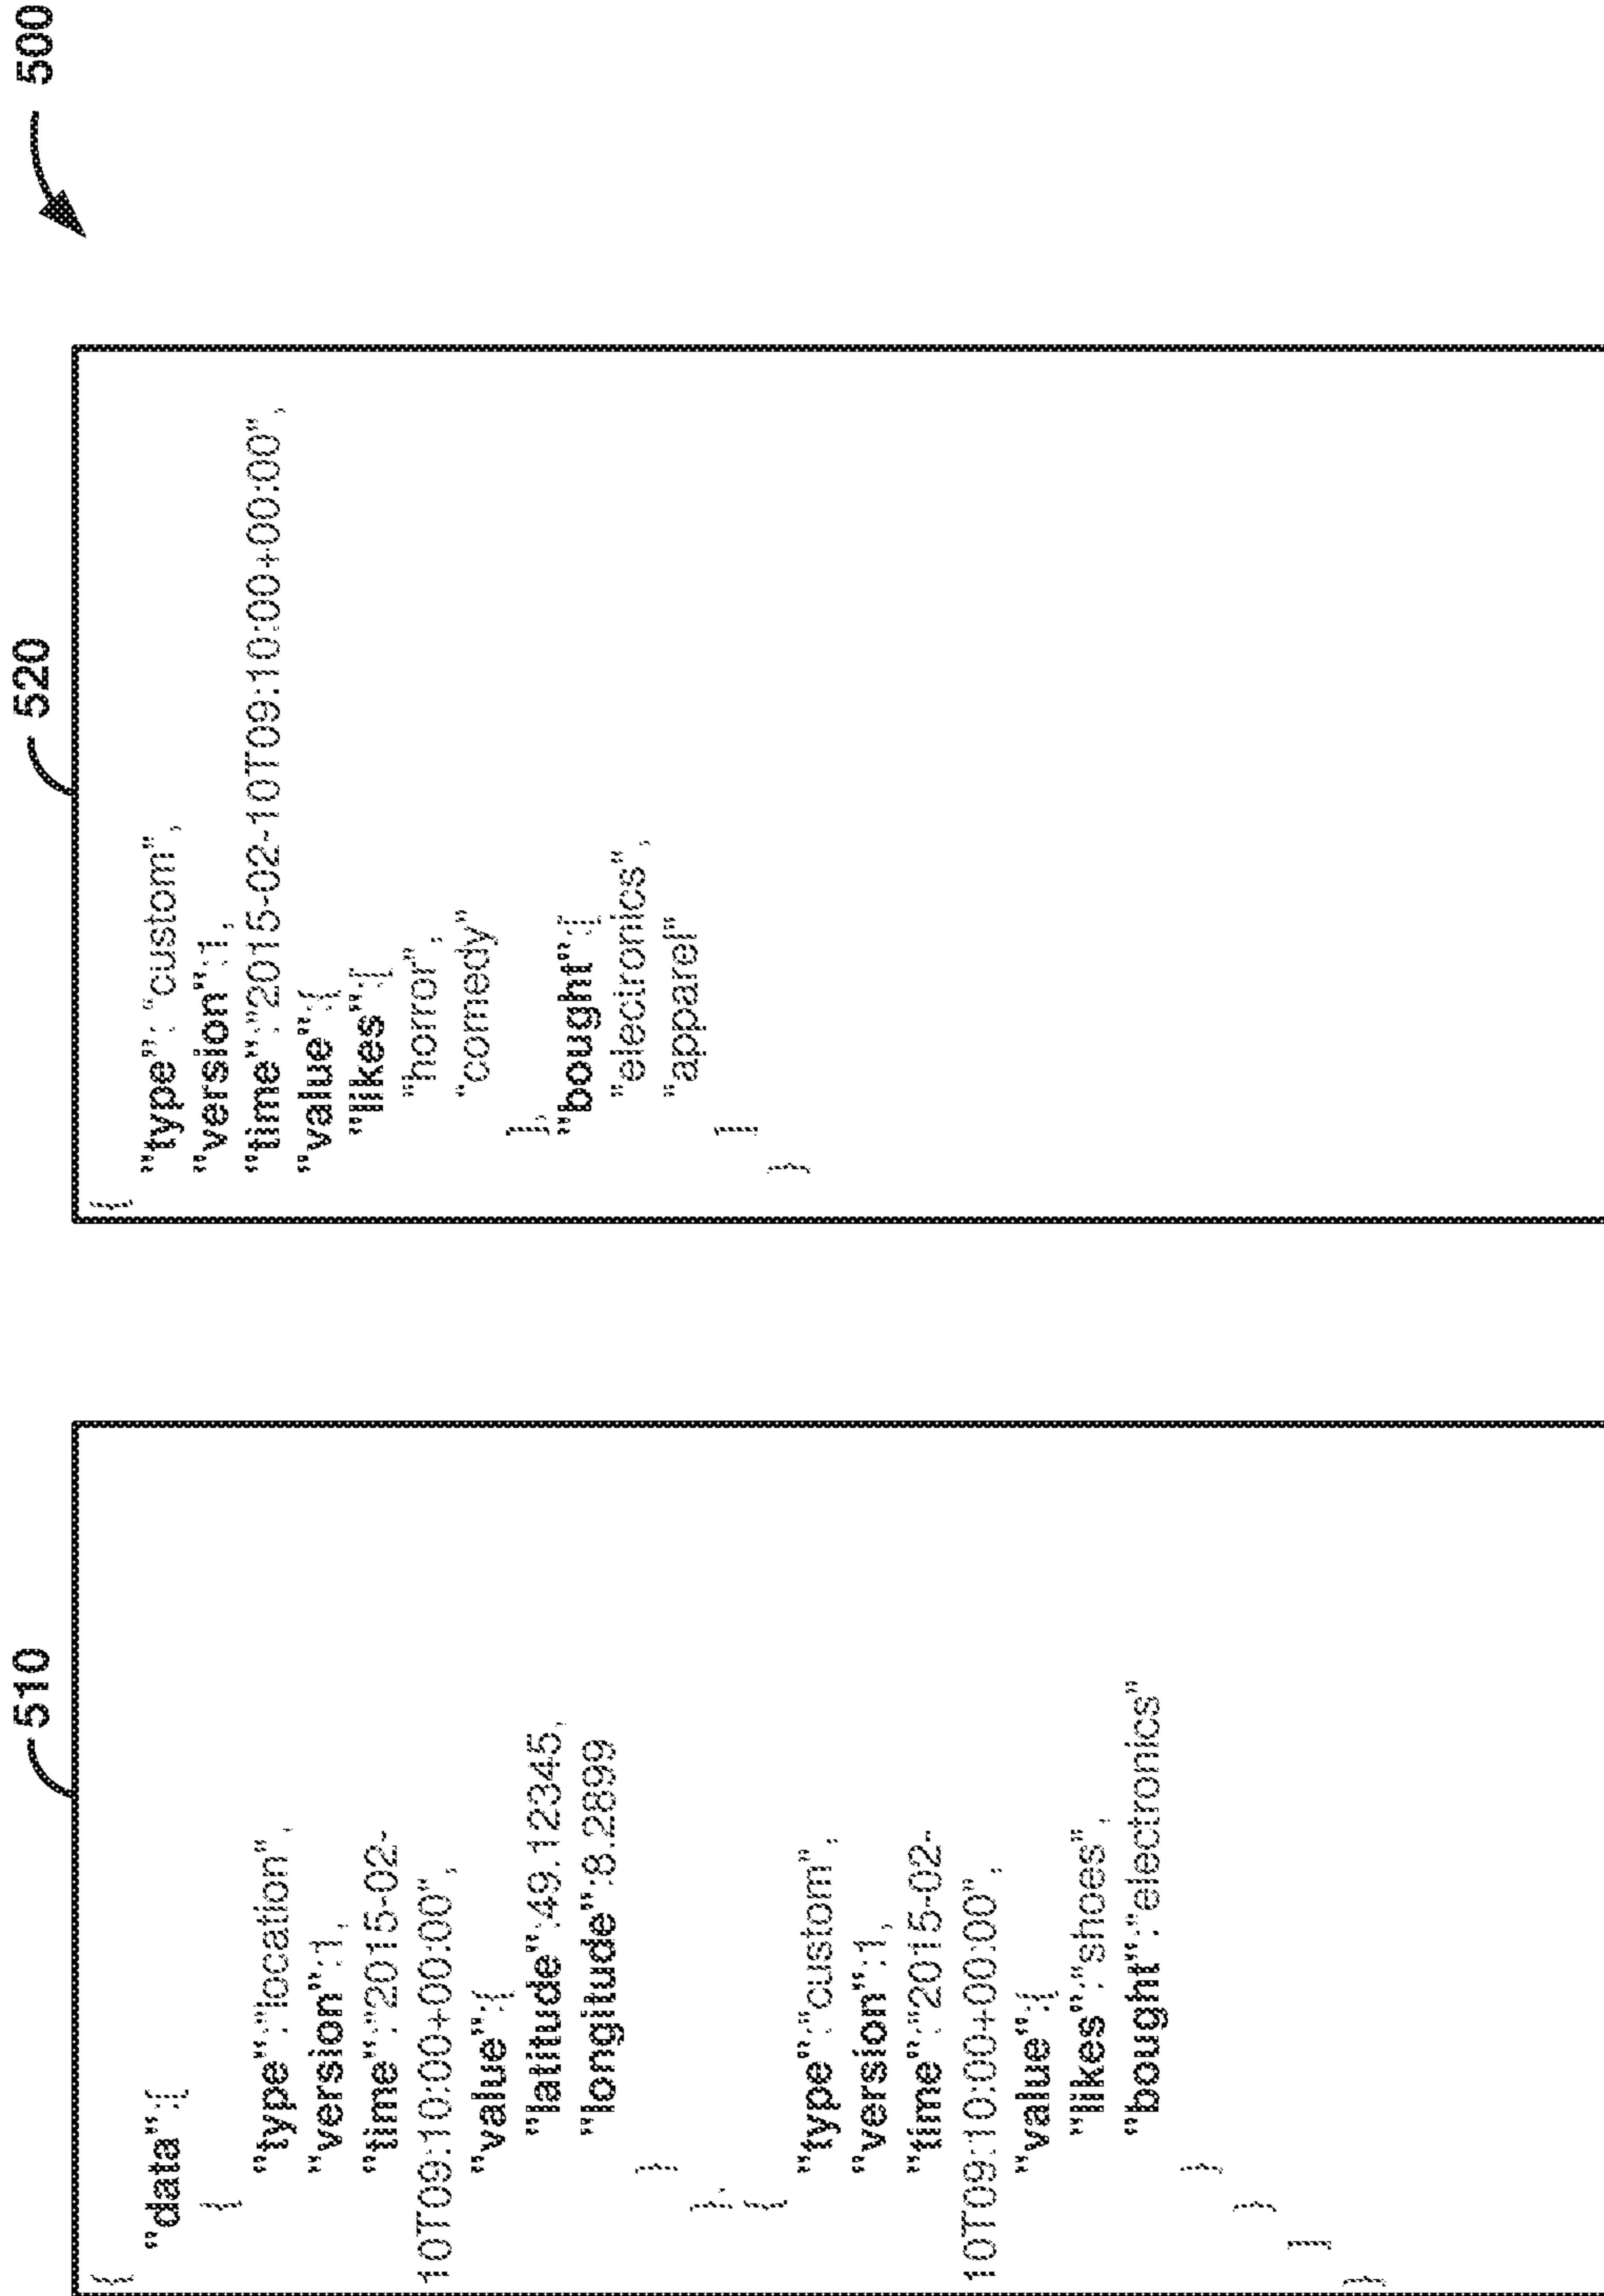 500
510
{
"data":[
{
"type":"location",
"version":1,
"time":"2015-02-
10T09:10:00+00:00",
"value":{
"latitude":49.12345,
"longitude":8.2899
}
},
{
"type":"custom",
"version":1,
"time":"2015-02-
10T09:10:00+00:00",
"value":{
"likes":"shoes",
"bought":"electronics"
}
}
]
}
520
{
"type": "custom",
"version":1,
"time":"2015-02-10T09:10:00+00:00",
"value":{
"likes":[
"horror",
"comedy"
],
"bought":[
"electronics",
"apparel"
]
}